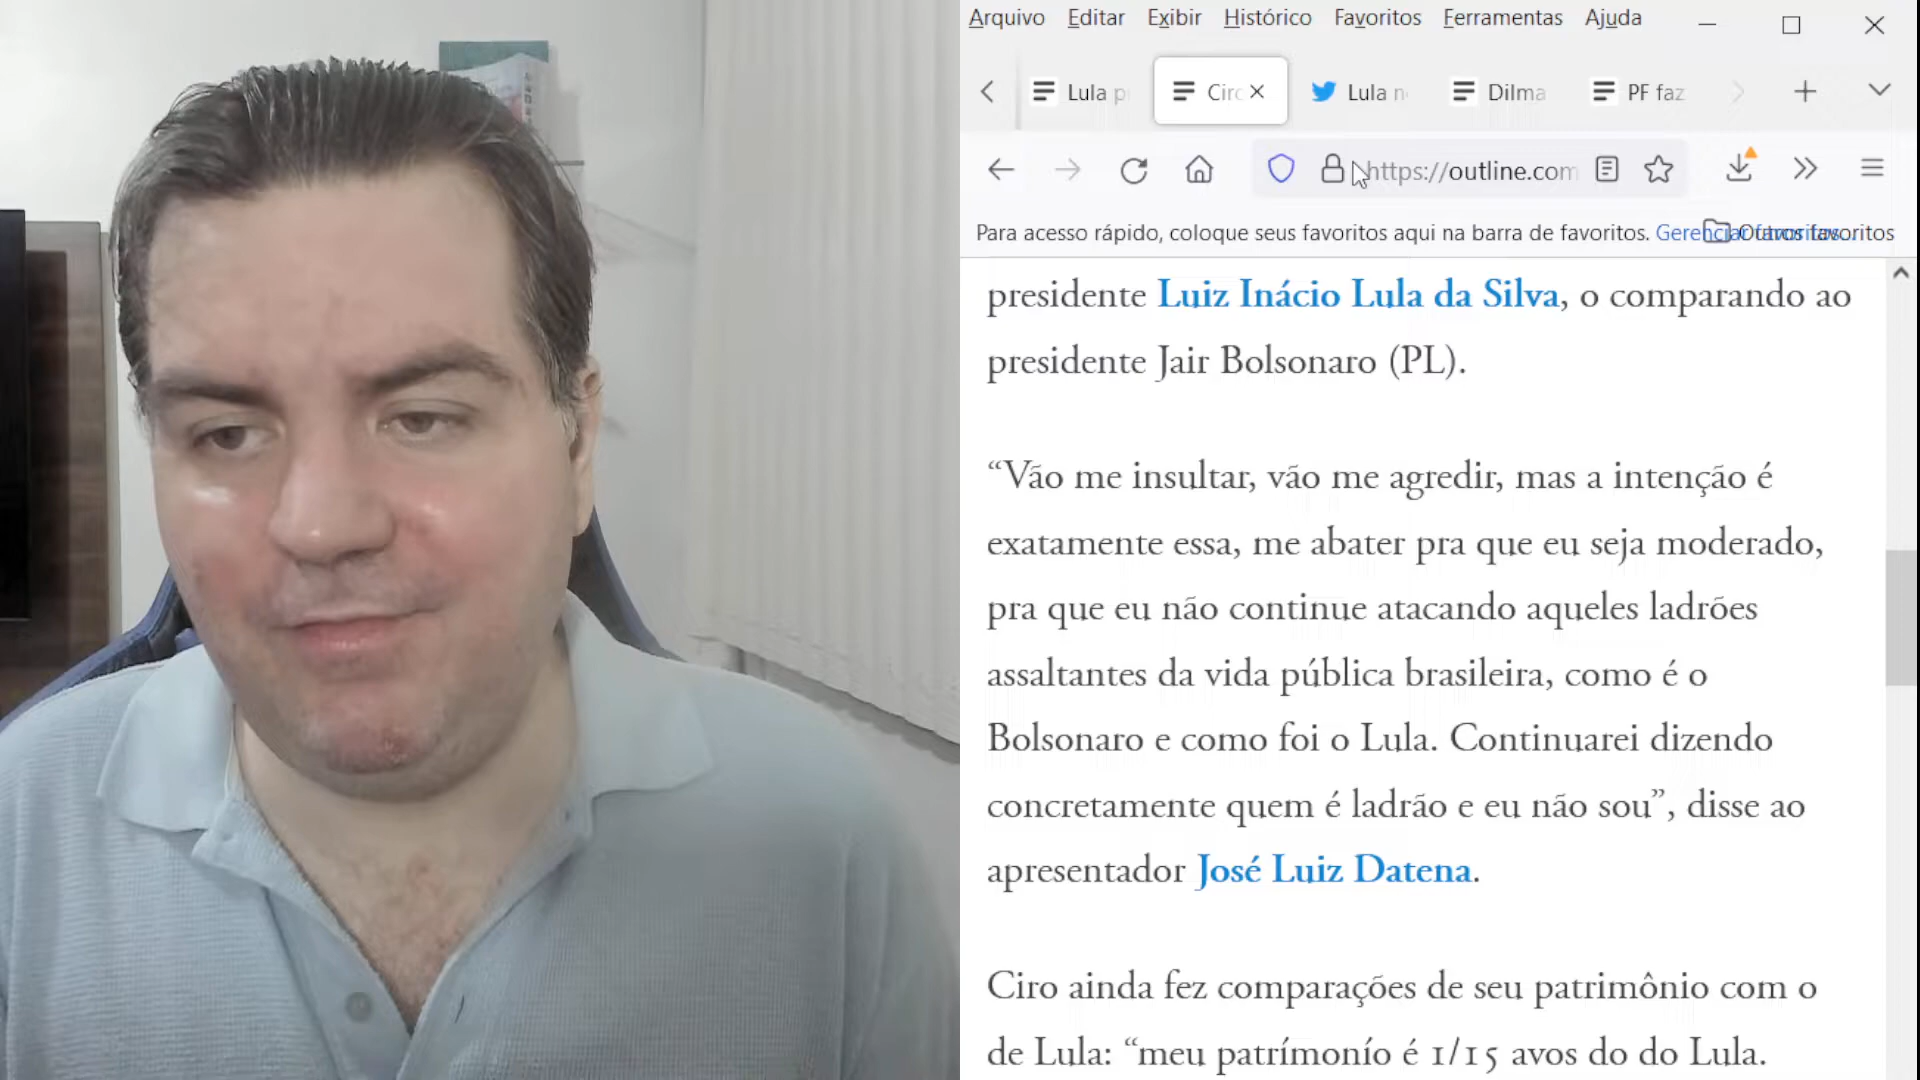 Arquivo Editar Exibir Histórico Favoritos Ferramentas Ajuda
Lula p Circ Lula n Dilma PF faz
https://outline.com
Para acesso rápido, coloque seus favoritos aqui na barra de favoritos. Gerenciar favoritos... Outros favoritos
presidente Luiz Inácio Lula da Silva, o comparando ao
presidente Jair Bolsonaro (PL).
“Vão me insultar, vão me agredir, mas a intenção é
exatamente essa, me abater pra que eu seja moderado,
pra que eu não continue atacando aqueles ladrões
assaltantes da vida pública brasileira, como é o
Bolsonaro e como foi o Lula. Continuarei dizendo
concretamente quem é ladrão e eu não sou”, disse ao
apresentador José Luiz Datena.
Ciro ainda fez comparações de seu patrimônio com o
de Lula: “meu patrímonío é 1/15 avos do do Lula.